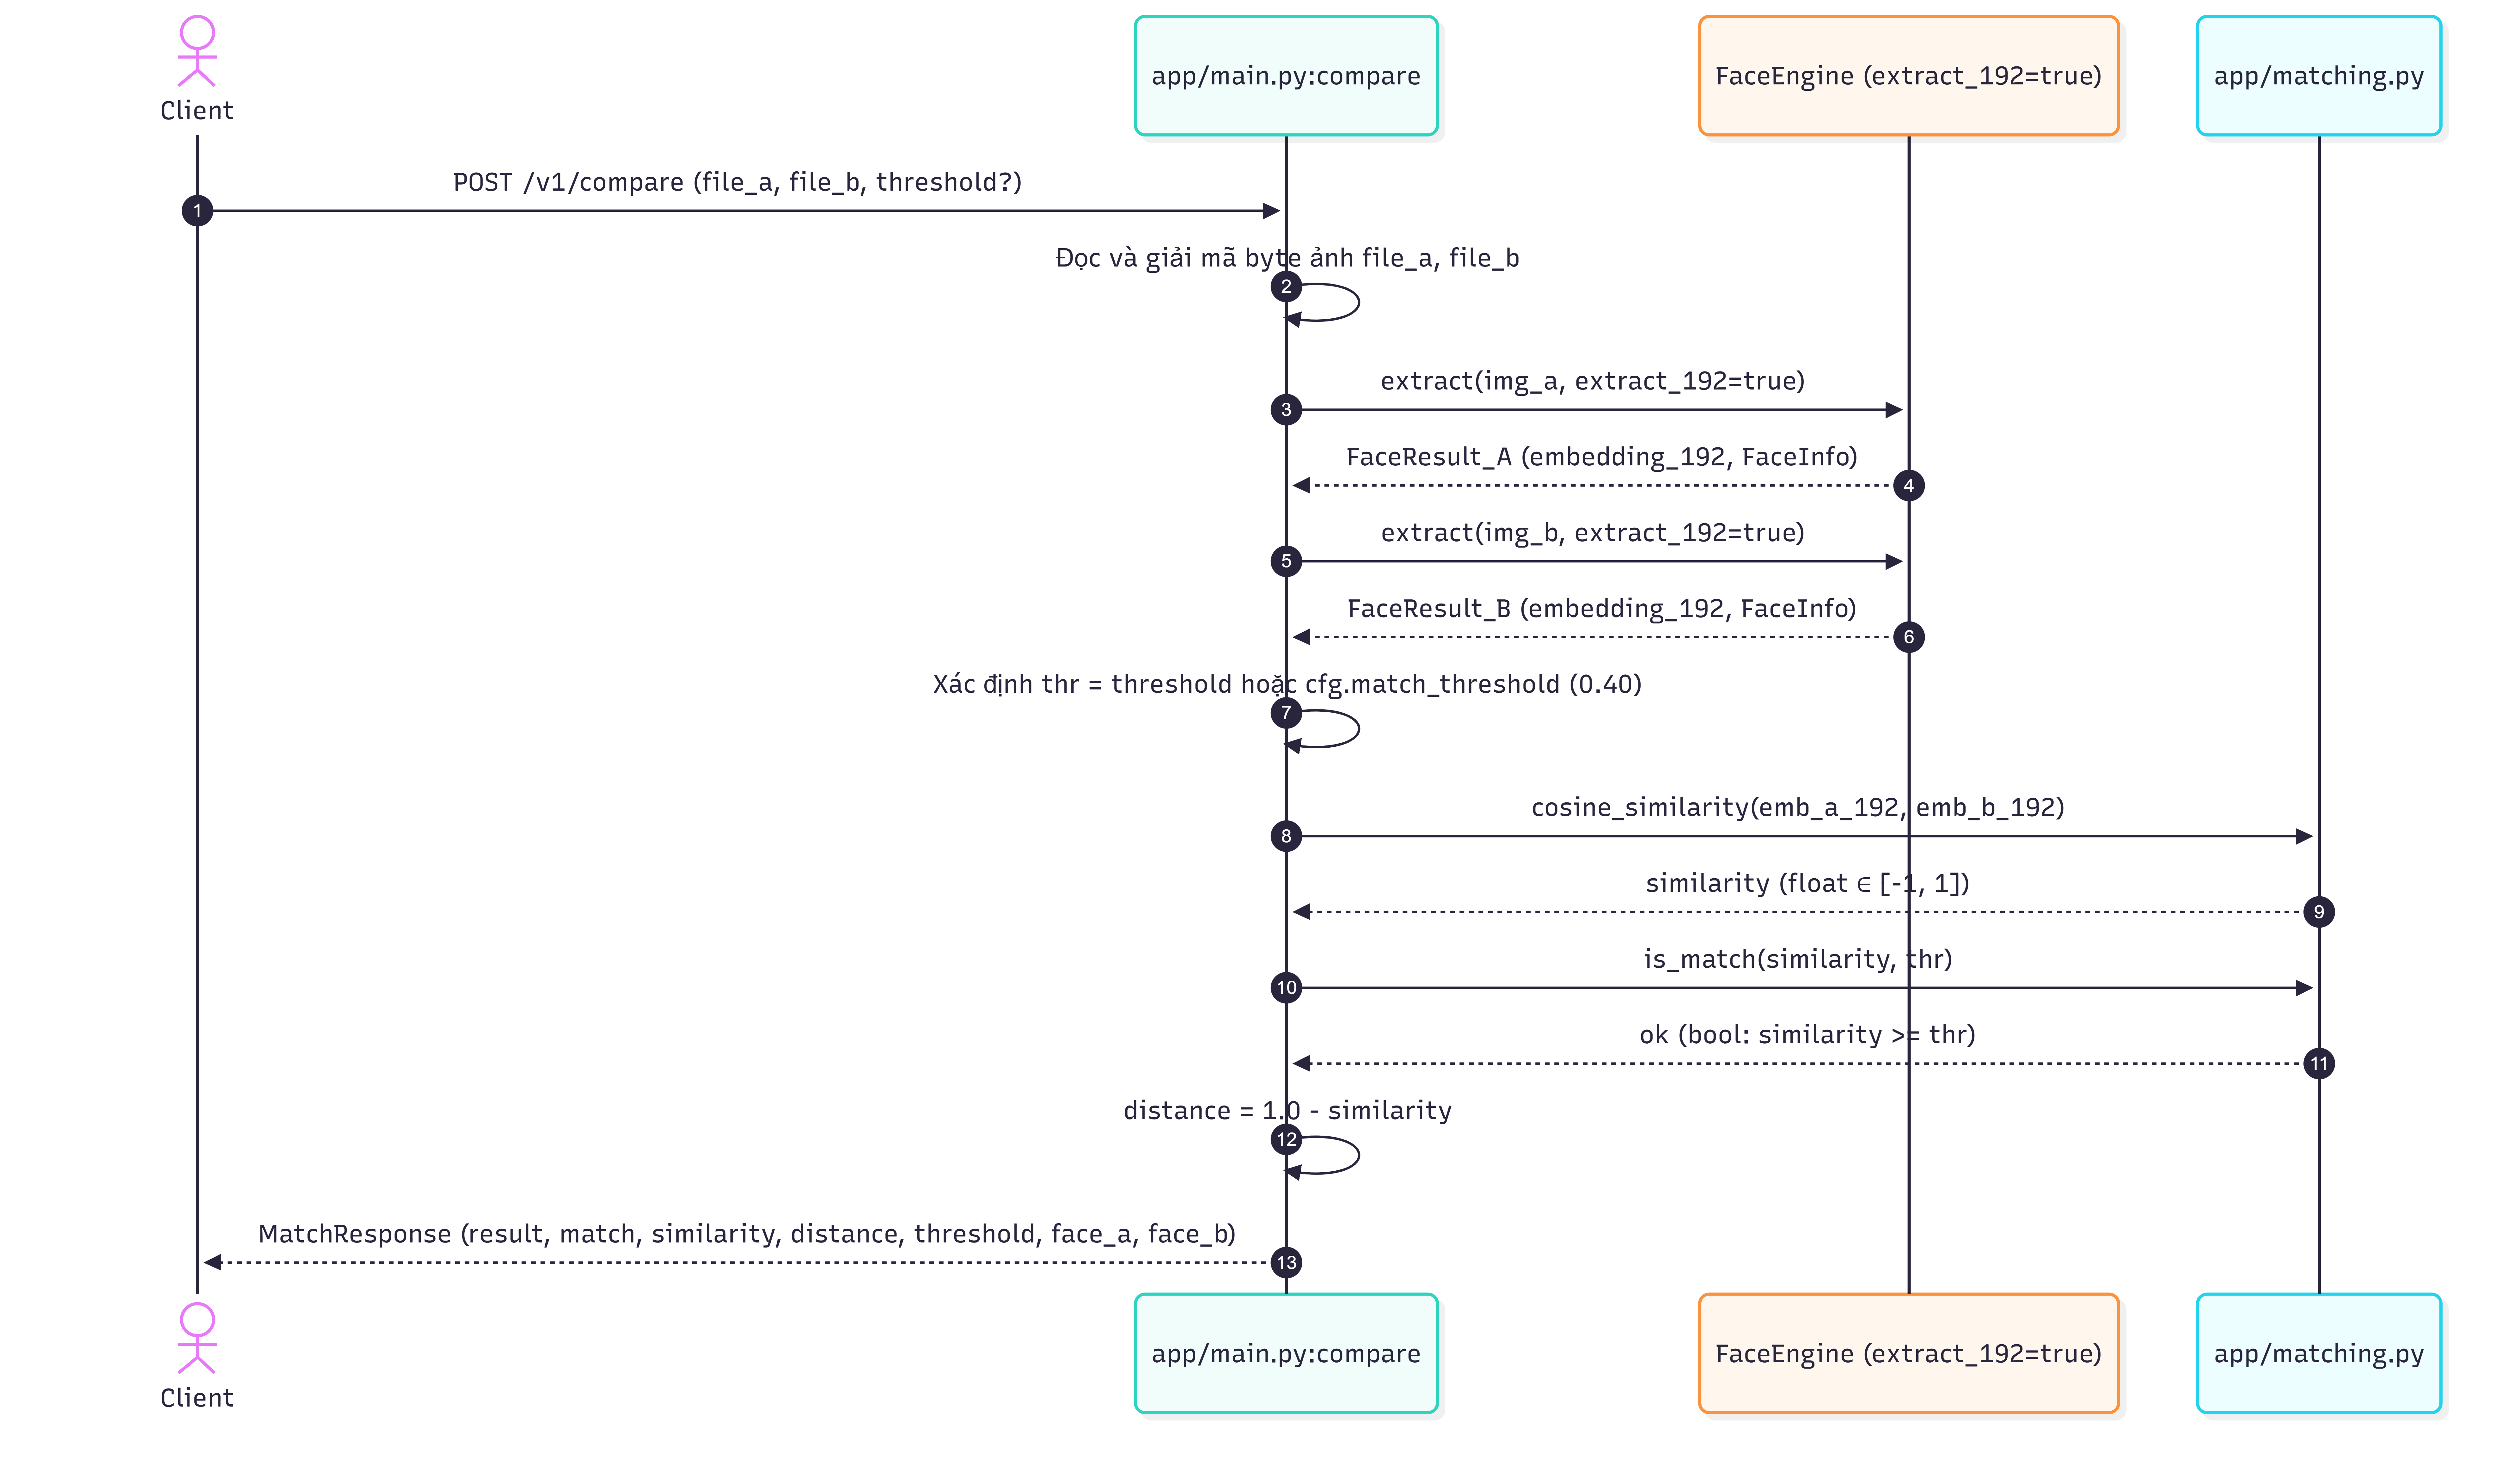 Client
app/main.py:compare
FaceEngine (extract_192=true)
app/matching.py
POST /v1/compare (file_a, file_b, threshold?)
1
Đọc và giải mã byte ảnh file_a, file_b
2
extract(img_a, extract_192=true)
3
FaceResult_A (embedding_192, FaceInfo)
4
extract(img_b, extract_192=true)
5
FaceResult_B (embedding_192, FaceInfo)
6
Xác định thr = threshold hoặc cfg.match_threshold (0.40)
7
cosine_similarity(emb_a_192, emb_b_192)
8
similarity (float ∈ [-1, 1])
9
is_match(similarity, thr)
10
ok (bool: similarity >= thr)
11
distance = 1.0 - similarity
12
MatchResponse (result, match, similarity, distance, threshold, face_a, face_b)
13
Client
app/main.py:compare
FaceEngine (extract_192=true)
app/matching.py